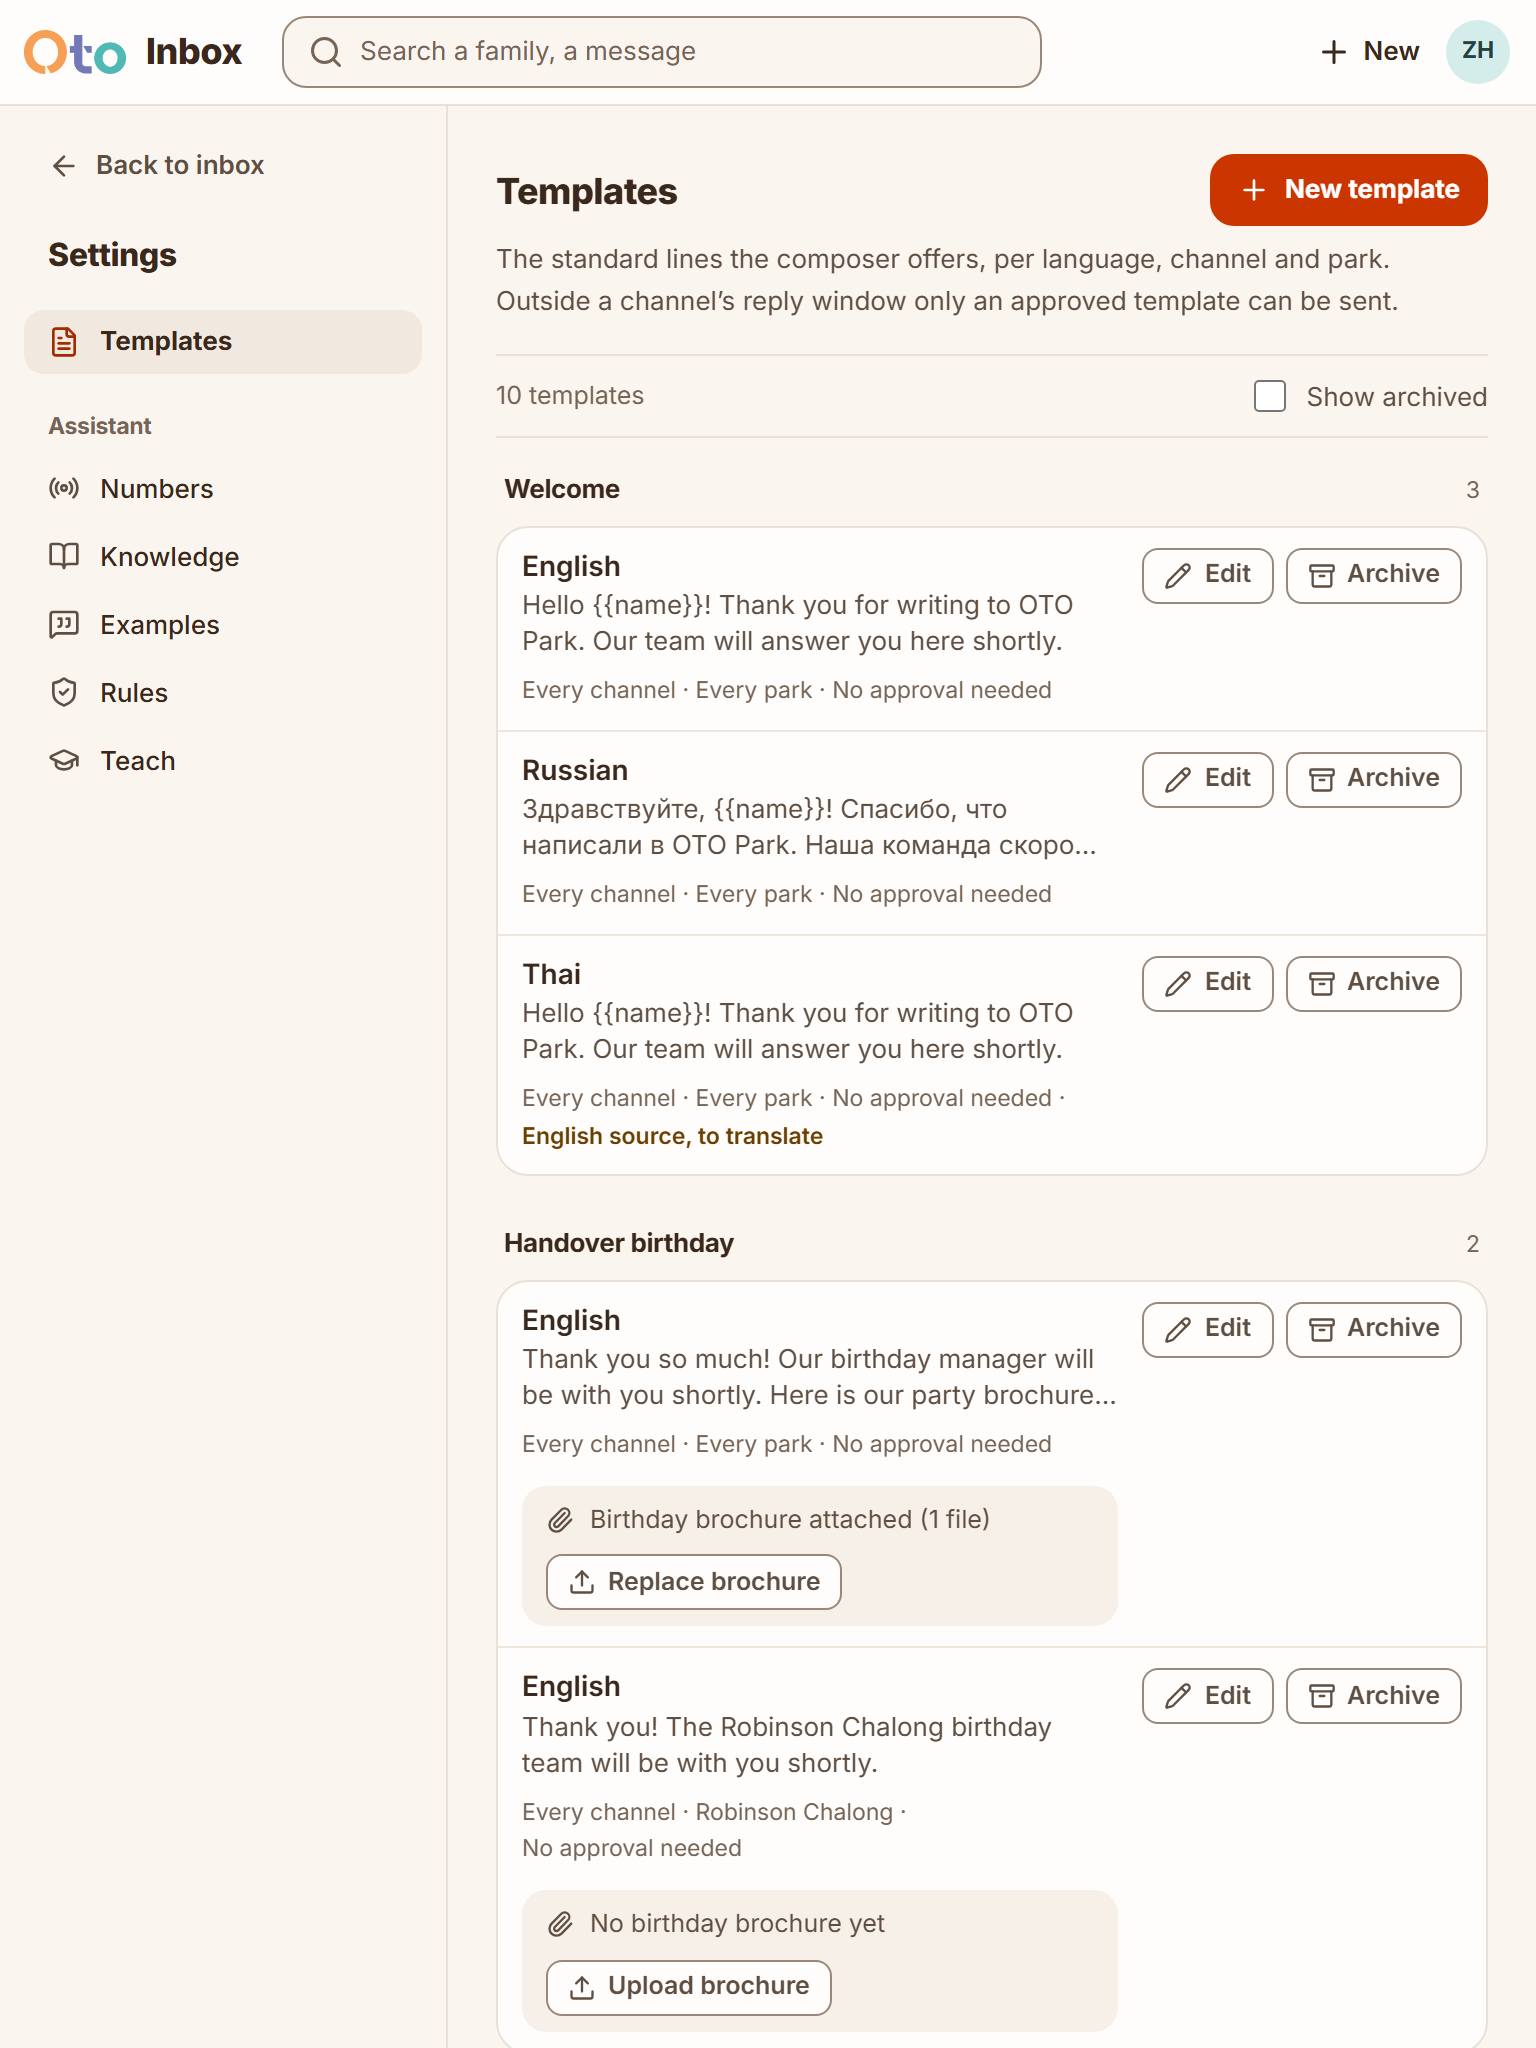 Oto Inbox
Search a family, a message
New
ZH
Back to inbox
Settings
Templates
Assistant
Numbers
Knowledge
Examples
Rules
Teach
Templates
New template
The standard lines the composer offers, per language, channel and park.
Outside a channel’s reply window only an approved template can be sent.
10 templates
Show archived
Welcome
3
English
Edit
Archive
Hello {{name}}! Thank you for writing to OTO
Park. Our team will answer you here shortly.
Every channel · Every park · No approval needed
Russian
Edit
Archive
Здравствуйте, {{name}}! Спасибо, что
написали в OTO Park. Наша команда скоро…
Every channel · Every park · No approval needed
Thai
Edit
Archive
Hello {{name}}! Thank you for writing to OTO
Park. Our team will answer you here shortly.
Every channel · Every park · No approval needed ·
English source, to translate
Handover birthday
2
English
Edit
Archive
Thank you so much! Our birthday manager will
be with you shortly. Here is our party brochure…
Every channel · Every park · No approval needed
Birthday brochure attached (1 file)
Replace brochure
English
Edit
Archive
Thank you! The Robinson Chalong birthday
team will be with you shortly.
Every channel · Robinson Chalong ·
No approval needed
No birthday brochure yet
Upload brochure